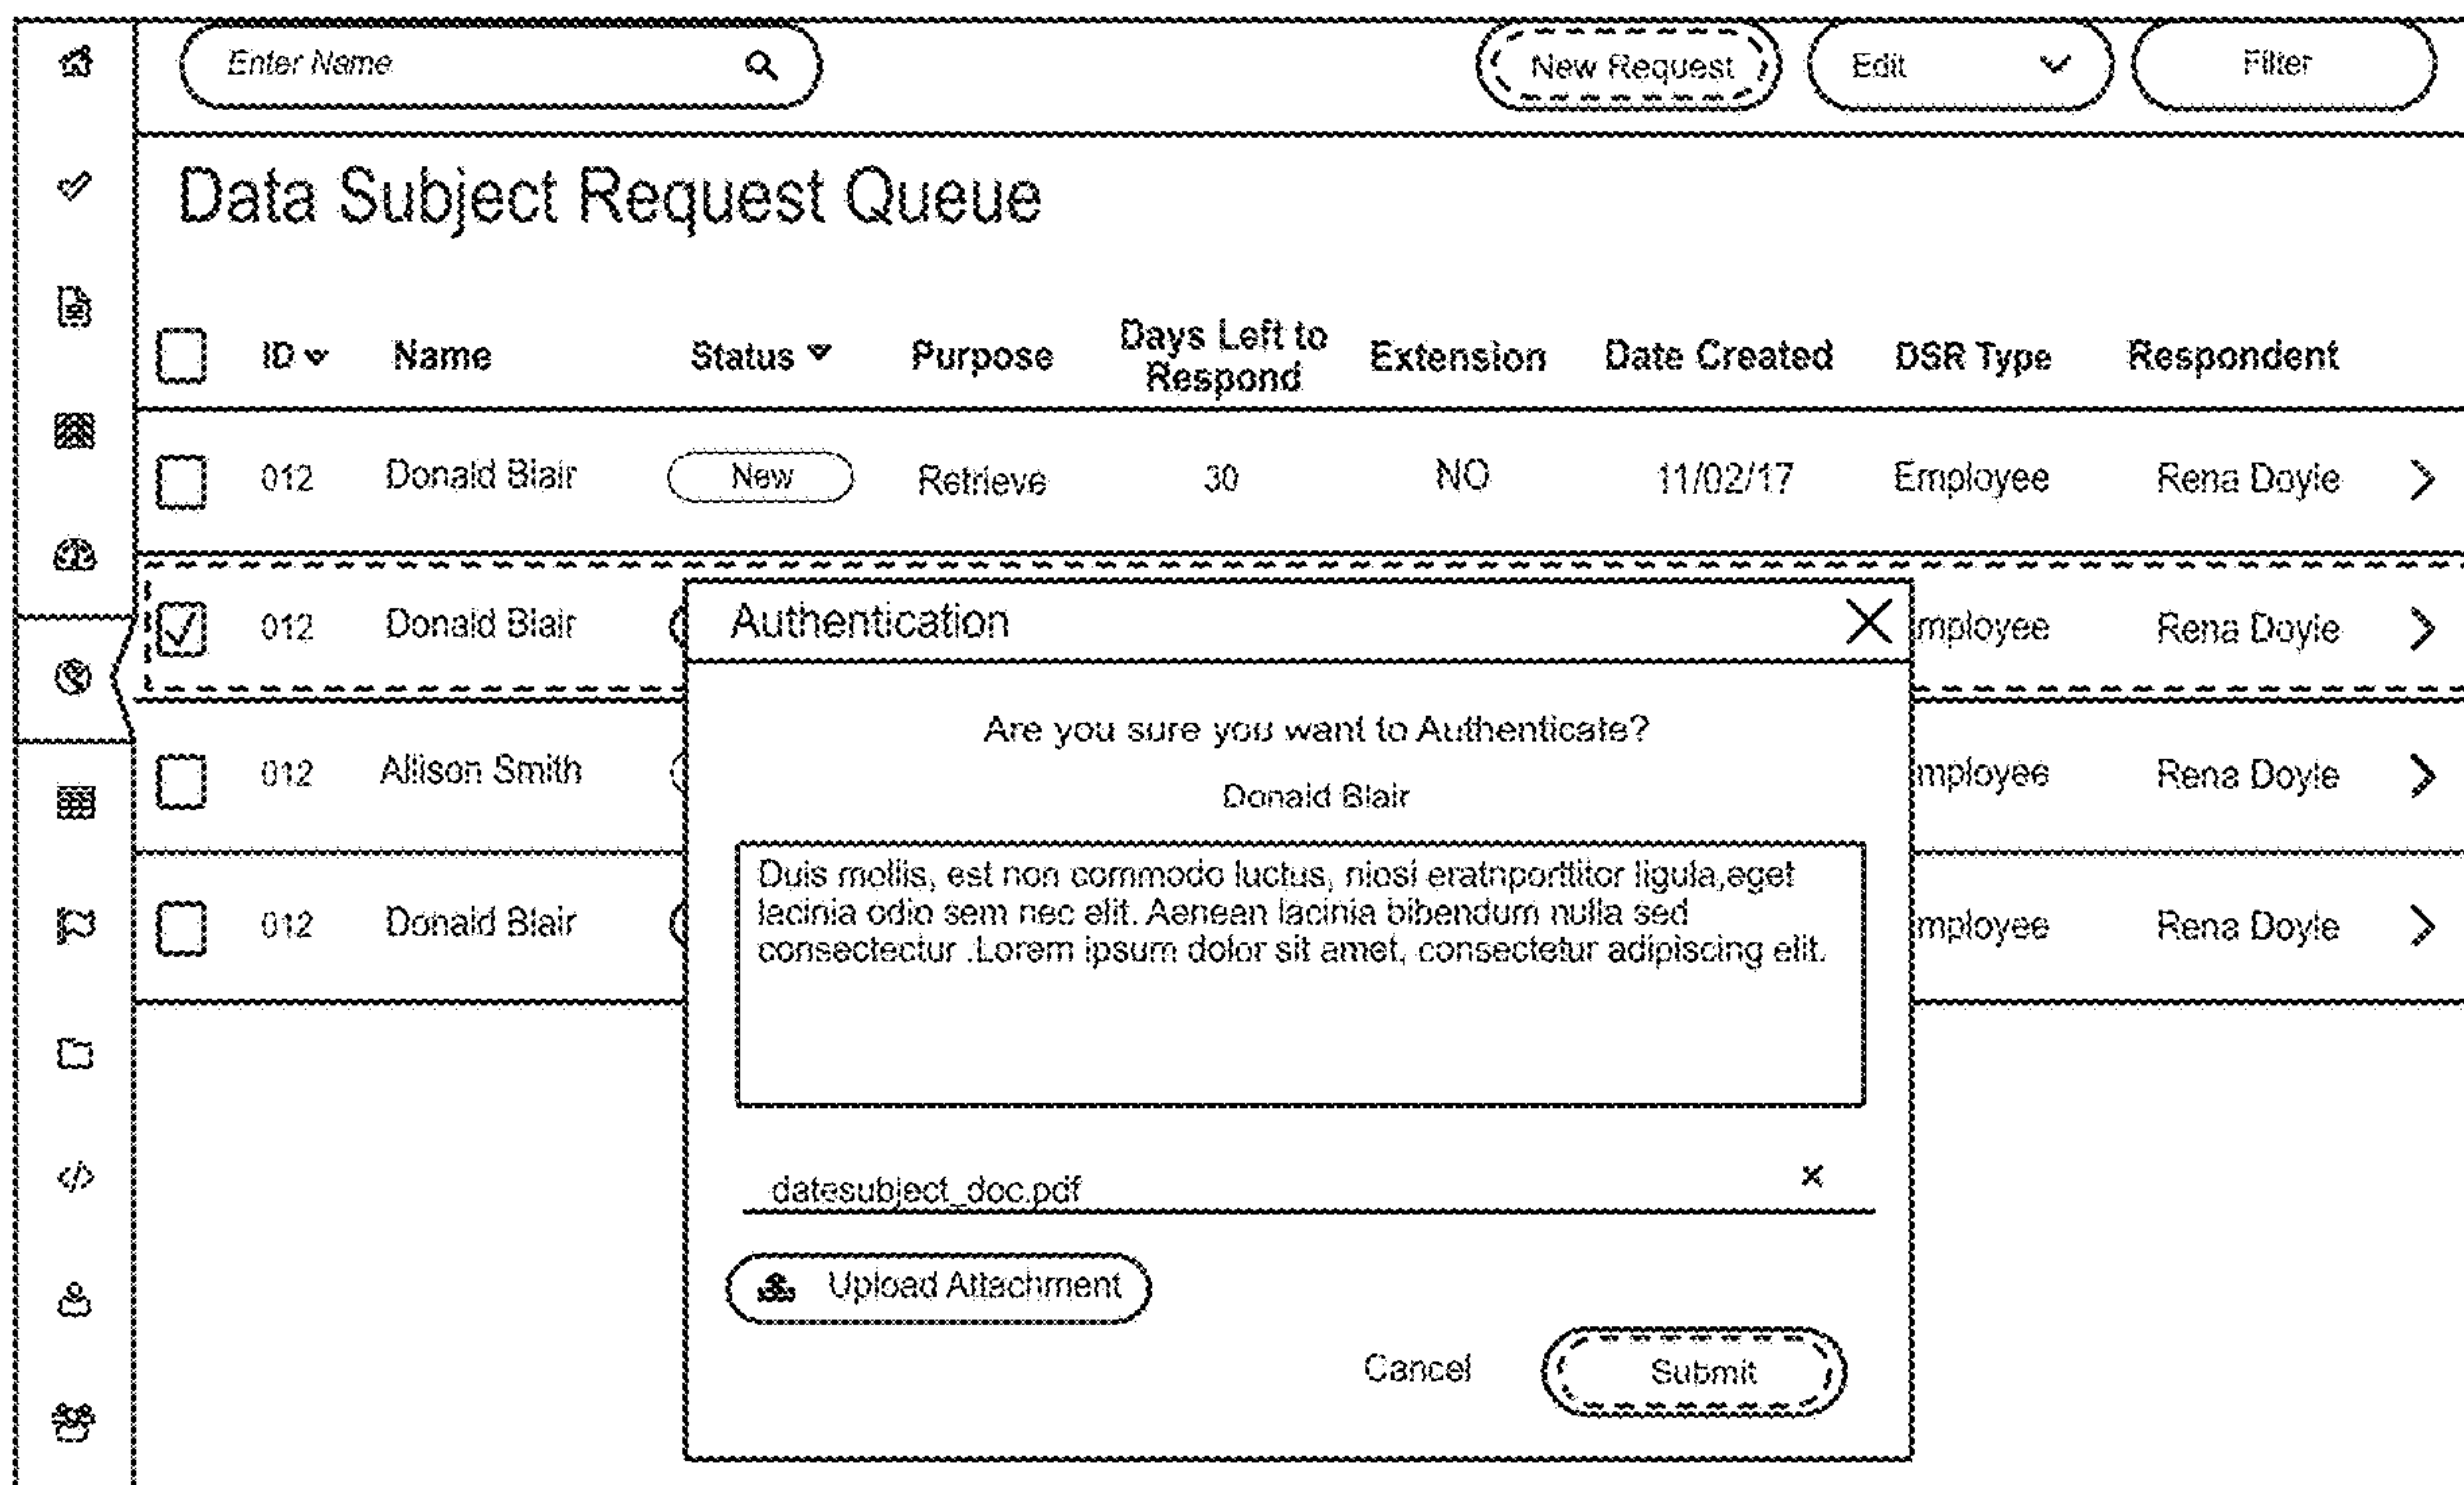 Enter Name
New Request
Edit
Filter
Data Subject Request Queue
ID Name Status Purpose Days Left to Respond Extension Date Created DSR Type Respondent
012 Donald Blair New Retrieve 30 NO 11/02/17 Employee Rena Doyle
012 Donald Blair mployee Rena Doyle
012 Allison Smith mployee Rena Doyle
012 Donald Blair mployee Rena Doyle
Authentication
Are you sure you want to Authenticate?
Donald Blair
Duis mollis, est non commodo luctus, niosi eratnporttitor ligula,eget
lacinia odio sem nec elit. Aenean lacinia bibendum nulla sed
consectectur .Lorem ipsum dolor sit amet, consectetur adipiscing elit.
datesubject_doc.pdf
Upload Attachment
Cancel
Submit